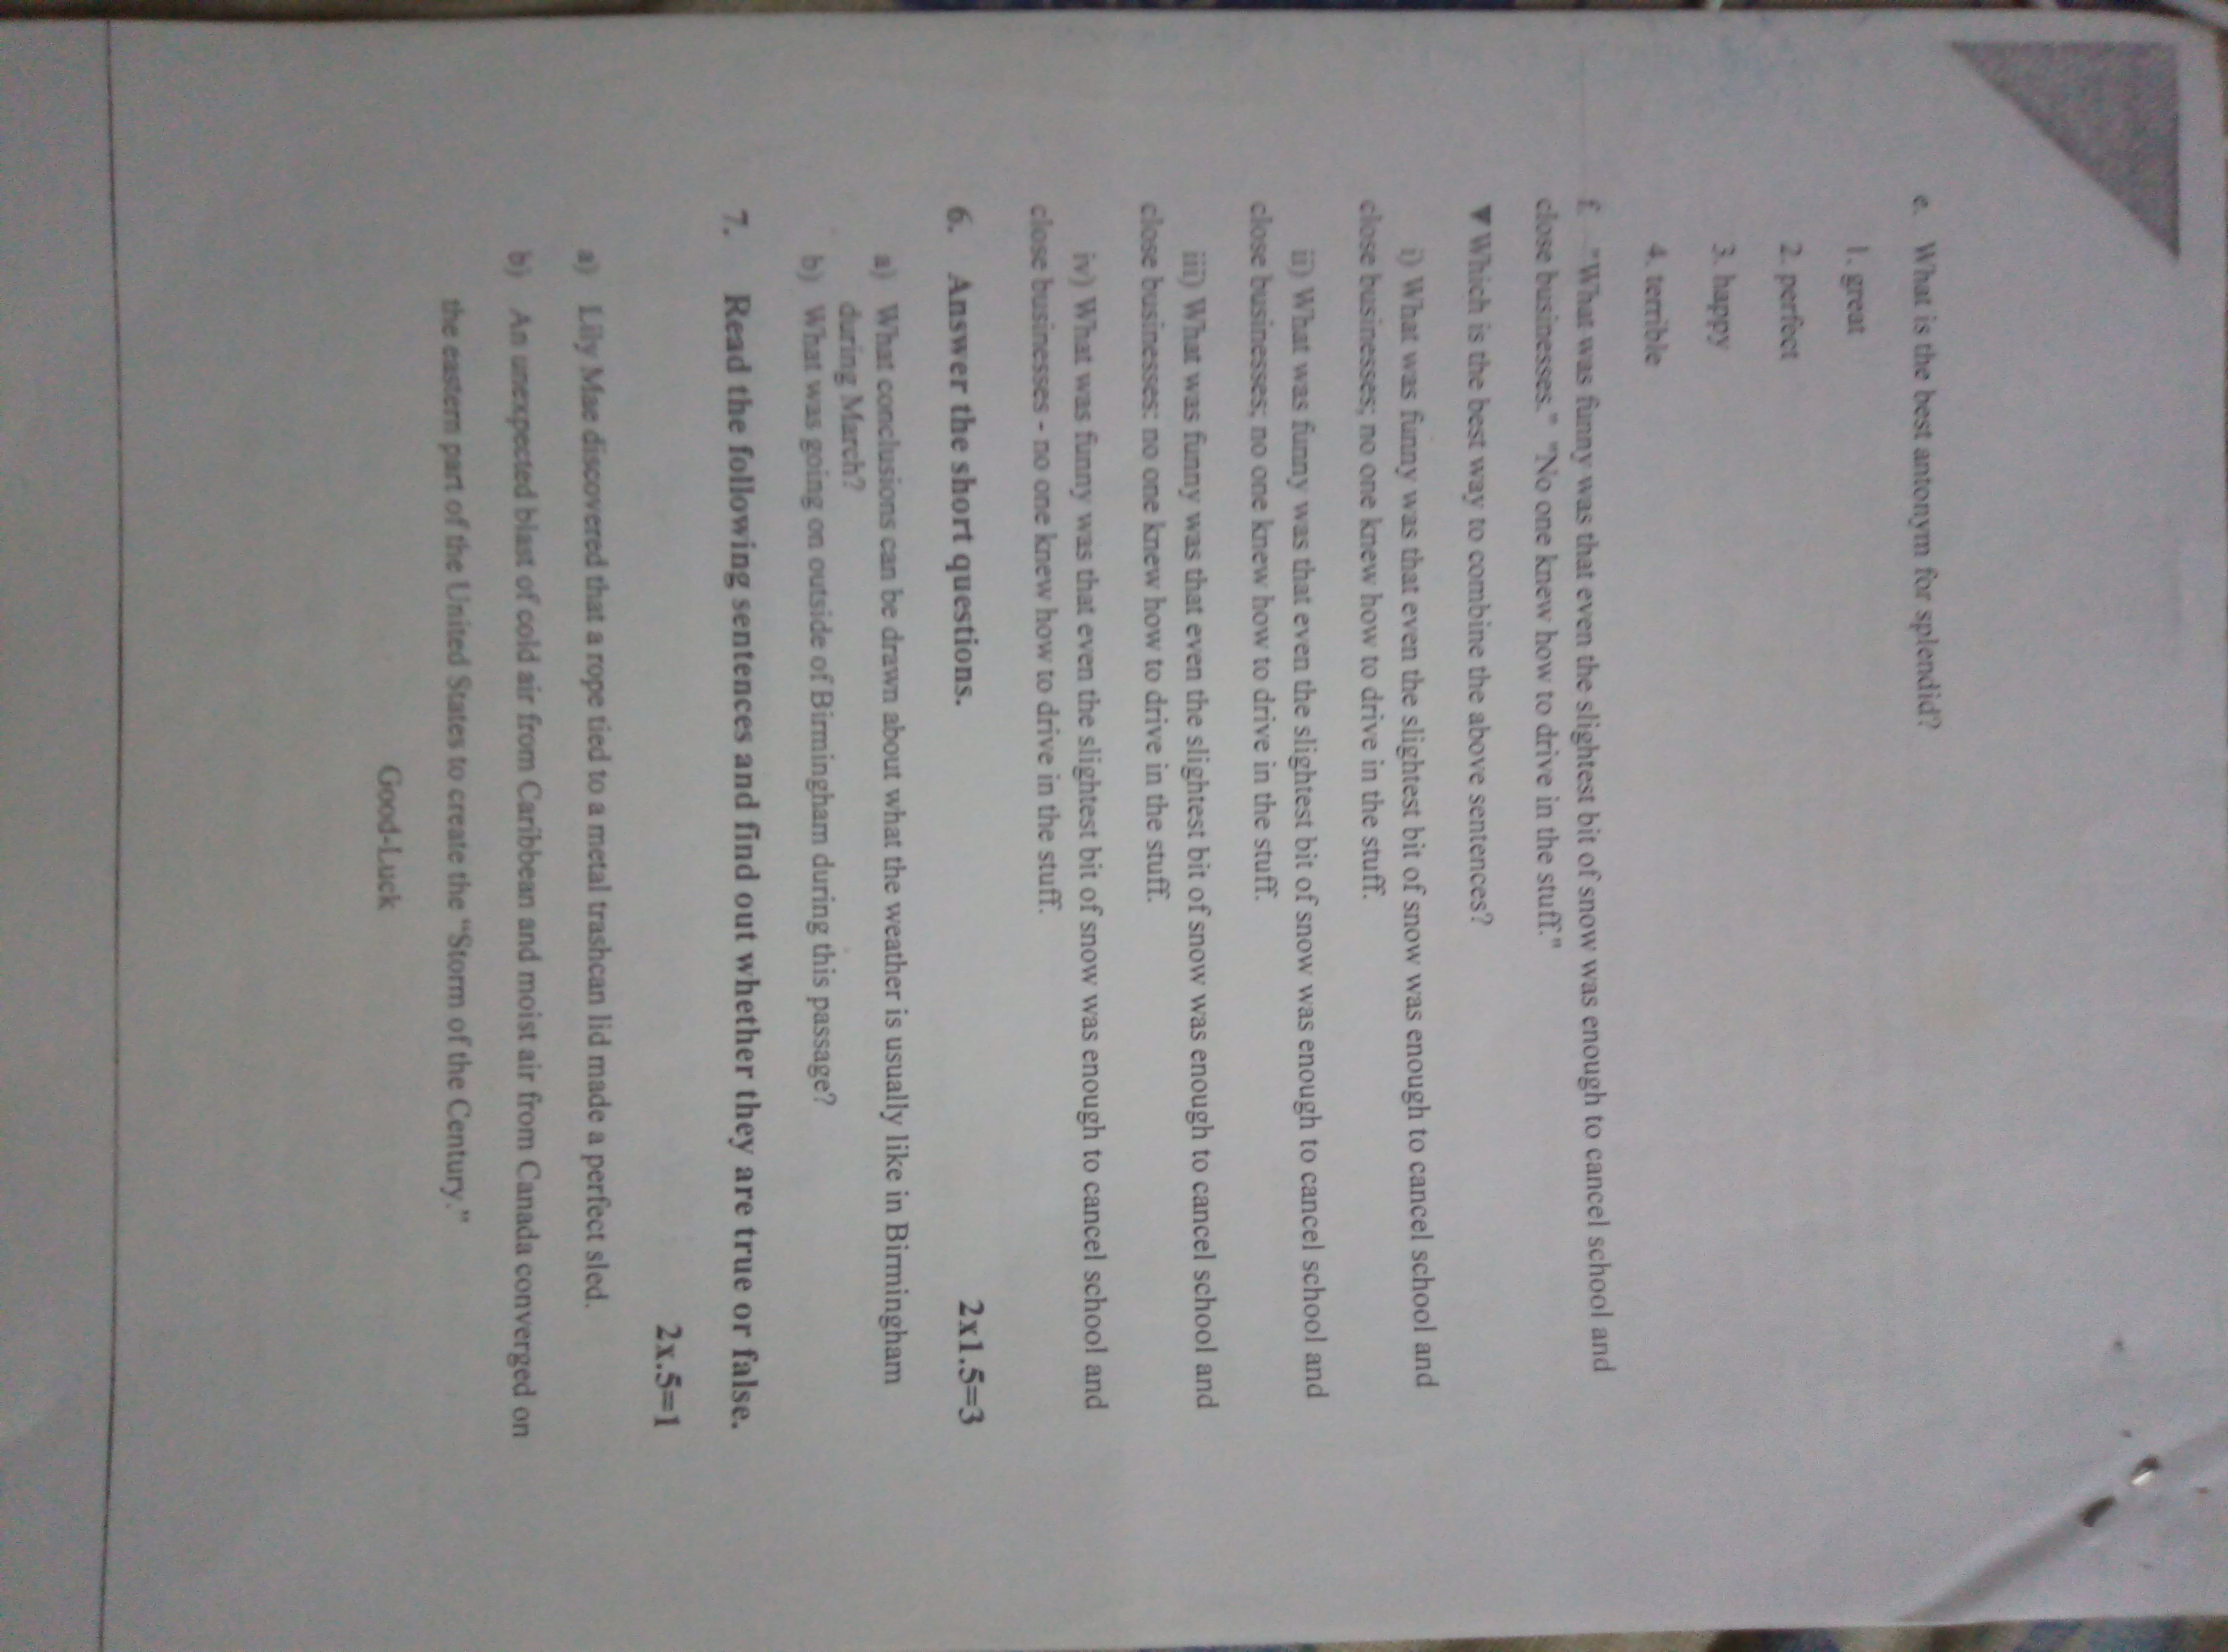 e. What is the best antonym for splendid?
1. great
2. perfect
3. happy
4. terrible
f. "What was funny was that even the slightest bit of snow was enough to cancel school and
close businesses." "No one knew how to drive in the stuff."
▼Which is the best way to combine the above sentences?
i) What was funny was that even the slightest bit of snow was enough to cancel school and
close businesses; no one knew how to drive in the stuff.
ii) What was funny was that even the slightest bit of snow was enough to cancel school and
close businesses; no one knew how to drive in the stuff.
iii) What was funny was that even the slightest bit of snow was enough to cancel school and
close businesses: no one knew how to drive in the stuff.
iv) What was funny was that even the slightest bit of snow was enough to cancel school and
close businesses - no one knew how to drive in the stuff.
6. Answer the short questions. 2x1.5=3
a) What conclusions can be drawn about what the weather is usually like in Birmingham
during March?
b) What was going on outside of Birmingham during this passage?
7. Read the following sentences and find out whether they are true or false.
2x.5=1
a) Lily Mae discovered that a rope tied to a metal trashcan lid made a perfect sled.
b) An unexpected blast of cold air from Caribbean and moist air from Canada converged on
the eastern part of the United States to create the “Storm of the Century.”
Good-Luck